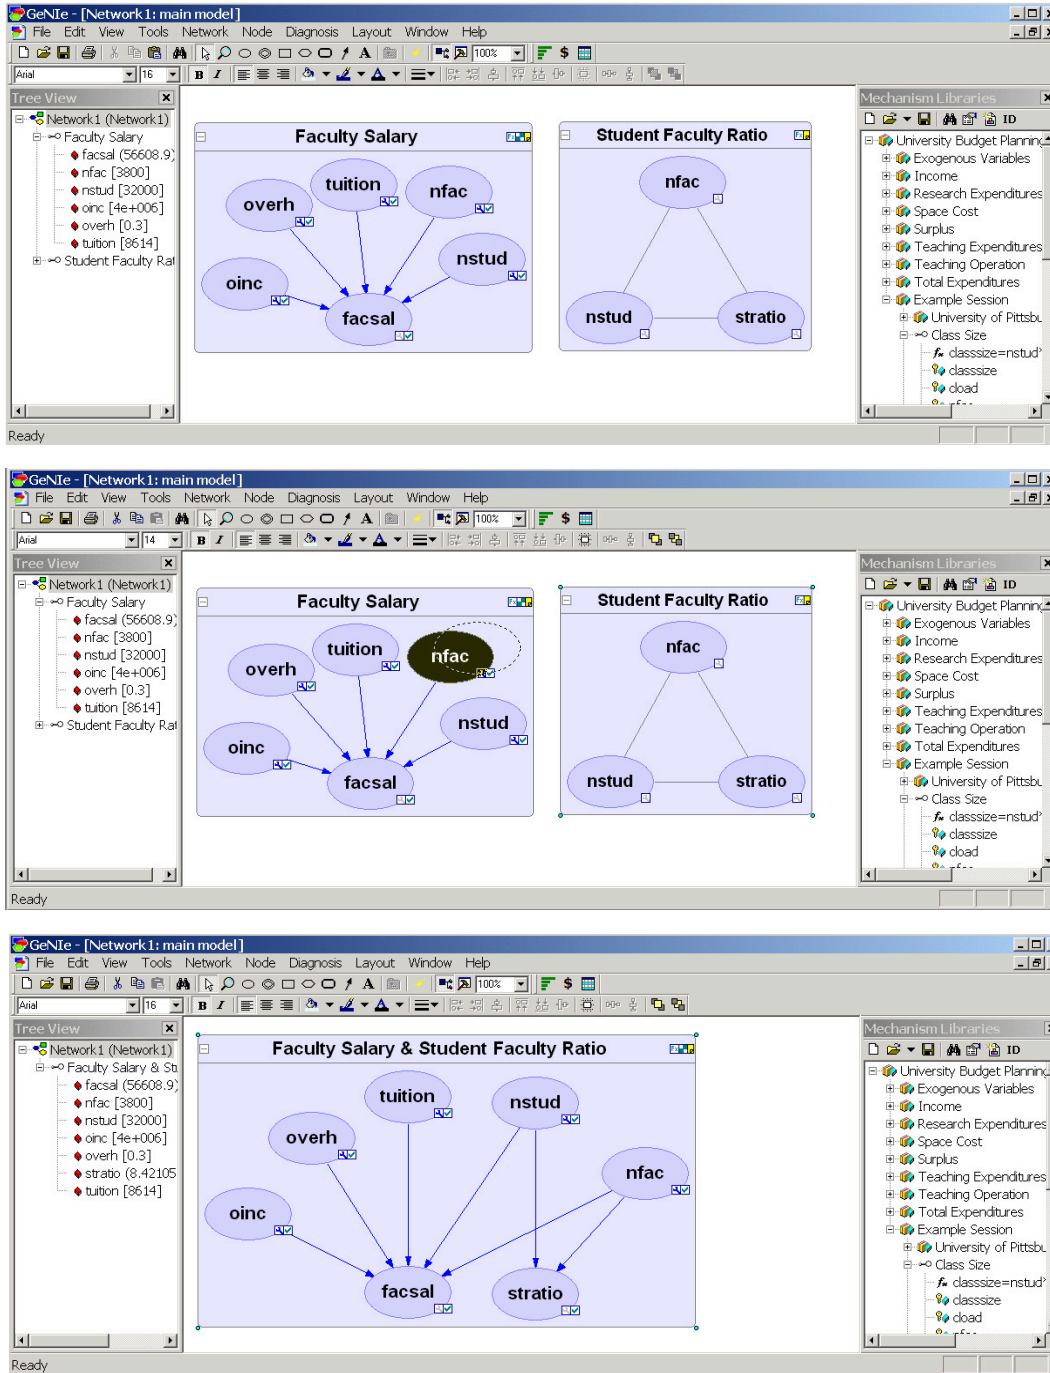 GeNIe - [Network1: main model]
File Edit View Tools Network Node Diagnosis Layout Window Help
100%
Arial 16 B I
Tree View
Network1 (Network1)
Faculty Salary
facsal (56608.9)
nfac [3800]
nstud [32000]
oinc [4e+006]
overh [0.3]
tuition [8614]
Student Faculty Rat
Faculty Salary
tuition
nfac
overh
nstud
oinc
facsal
Student Faculty Ratio
nfac
nstud
stratio
Mechanism Libraries
ID
University Budget Planning
Exogenous Variables
Income
Research Expenditures
Space Cost
Surplus
Teaching Expenditures
Teaching Operation
Total Expenditures
Example Session
University of Pittsbu
Class Size
classsize=nstud*
classsize
cload
Ready
GeNIe - [Network1: main model]
File Edit View Tools Network Node Diagnosis Layout Window Help
100%
Arial 14 B I
Tree View
Network1 (Network1)
Faculty Salary
facsal (56608.9)
nfac [3800]
nstud [32000]
oinc [4e+006]
overh [0.3]
tuition [8614]
Student Faculty Rat
Faculty Salary
tuition
nfac
overh
nstud
oinc
facsal
Student Faculty Ratio
nfac
nstud
stratio
Mechanism Libraries
ID
University Budget Planning
Exogenous Variables
Income
Research Expenditures
Space Cost
Surplus
Teaching Expenditures
Teaching Operation
Total Expenditures
Example Session
University of Pittsbu
Class Size
classsize=nstud*
classsize
cload
Ready
GeNIe - [Network1: main model]
File Edit View Tools Network Node Diagnosis Layout Window Help
100%
Arial 16 B I
Tree View
Network1 (Network1)
Faculty Salary & Stu
facsal (56608.9)
nfac [3800]
nstud [32000]
oinc [4e+006]
overh [0.3]
stratio (8.42105
tuition [8614]
Faculty Salary & Student Faculty Ratio
tuition
nstud
overh
nfac
oinc
facsal
stratio
Mechanism Libraries
ID
University Budget Planning
Exogenous Variables
Income
Research Expenditures
Space Cost
Surplus
Teaching Expenditures
Teaching Operation
Total Expenditures
Example Session
University of Pittsbu
Class Size
classsize=nstud*
classsize
cload
Ready